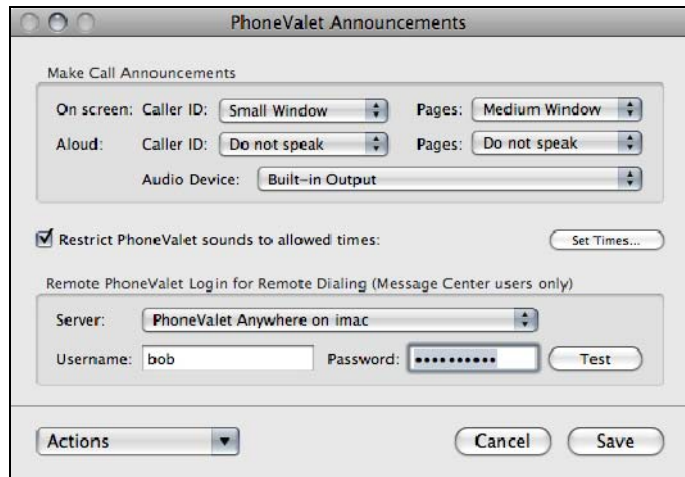 PhoneValet Announcements
Make Call Announcements
On screen: Caller ID: Small Window Pages: Medium Window
Aloud: Caller ID: Do not speak Pages: Do not speak
Audio Device: Built-in Output
Restrict PhoneValet sounds to allowed times: Set Times...
Remote PhoneValet Login for Remote Dialing (Message Center users only)
Server: PhoneValet Anywhere on imac
Username: bob Password: •••••••••• Test
Actions Cancel Save